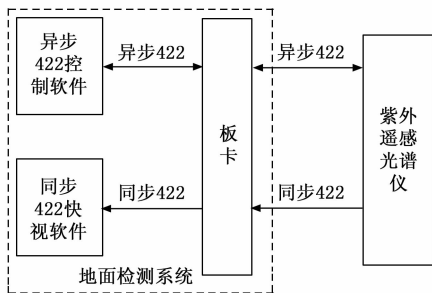 异步
422控
制软件
异步422
异步422
板
卡
紫外
遥感
光谱
仪
同步
422快
视软件
同步422
同步422
地面检测系统